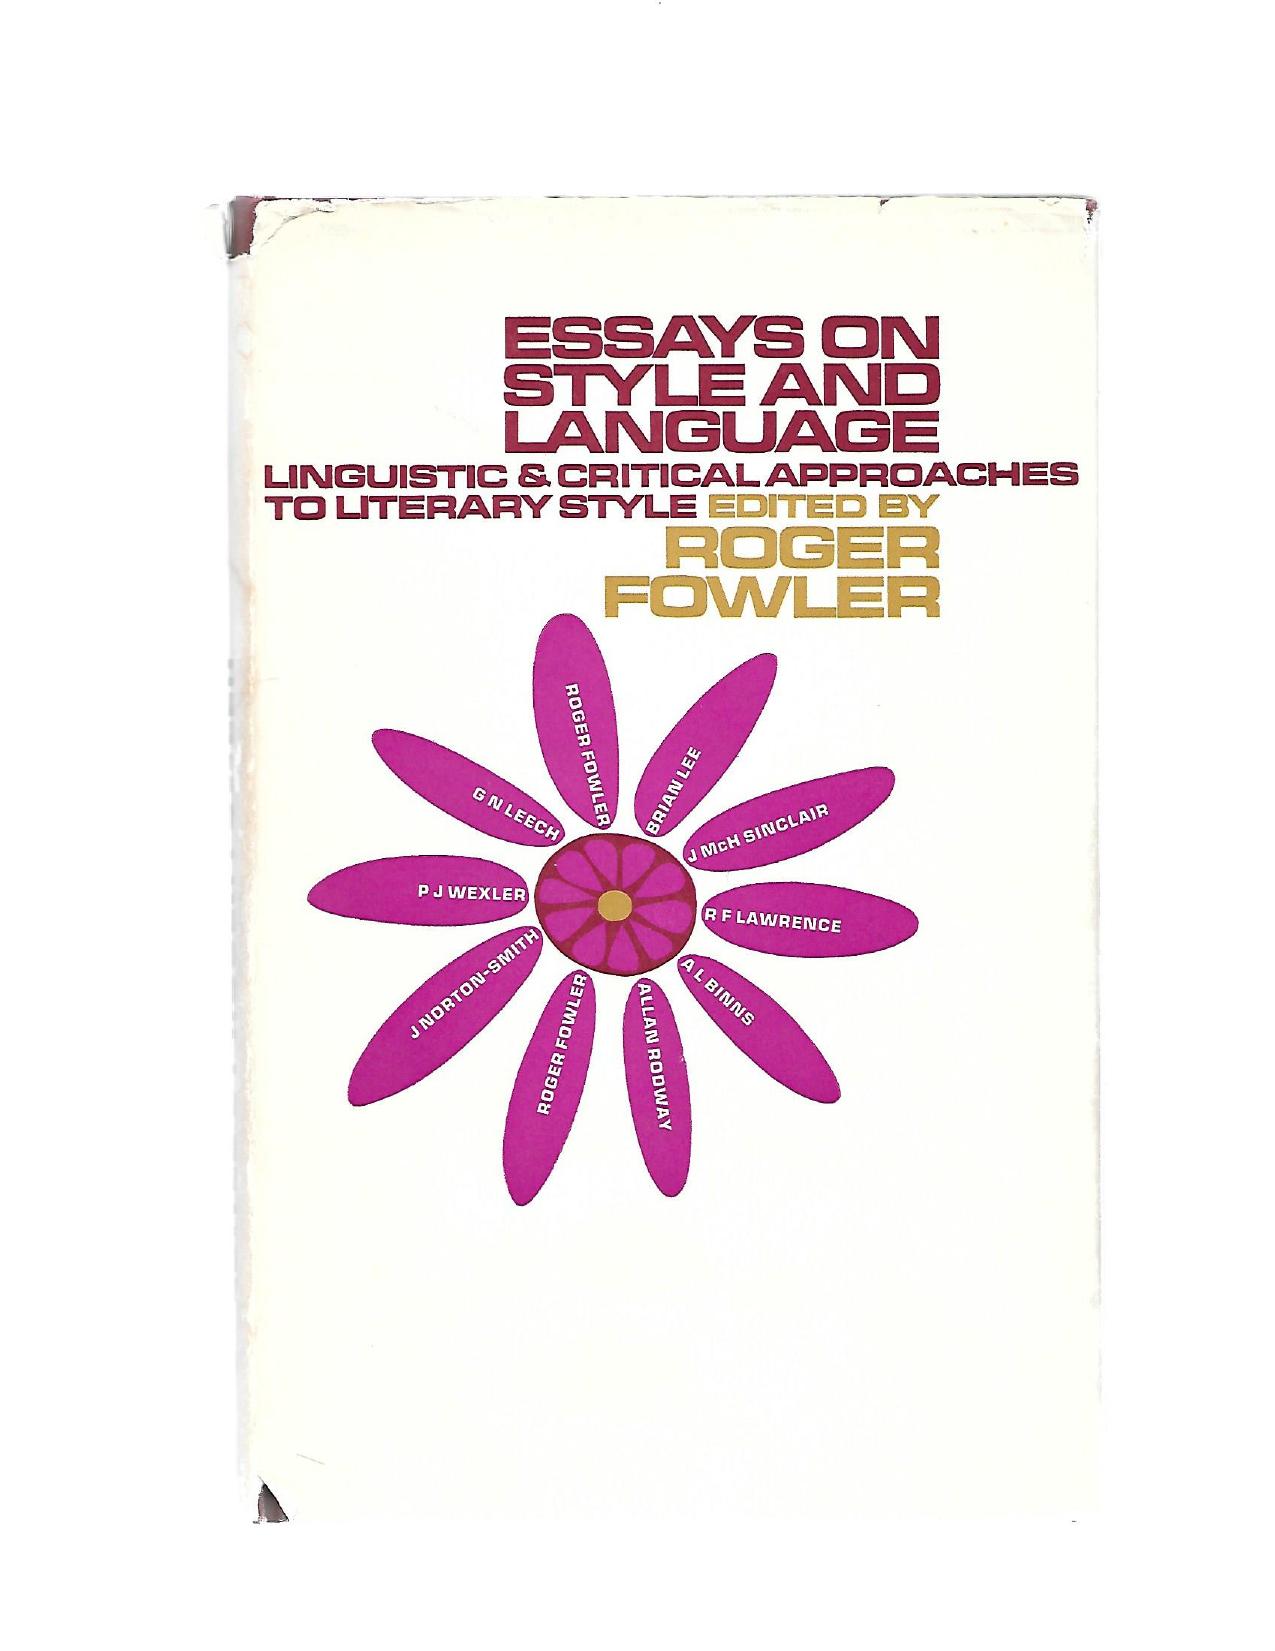 ESSAYS ON
STYLE AND
LANGUAGE
LINGUISTIC & CRITICAL APPROACHES
TO LITERARY STYLE EDITED BY
ROGER
FOWLER
ROGER FOWLER
BRIAN LEE
J McH SINCLAIR
R F LAWRENCE
A L BINNS
ALLAN RODWAY
ROGER FOWLER
J NORTON-SMITH
P J WEXLER
G N LEECH